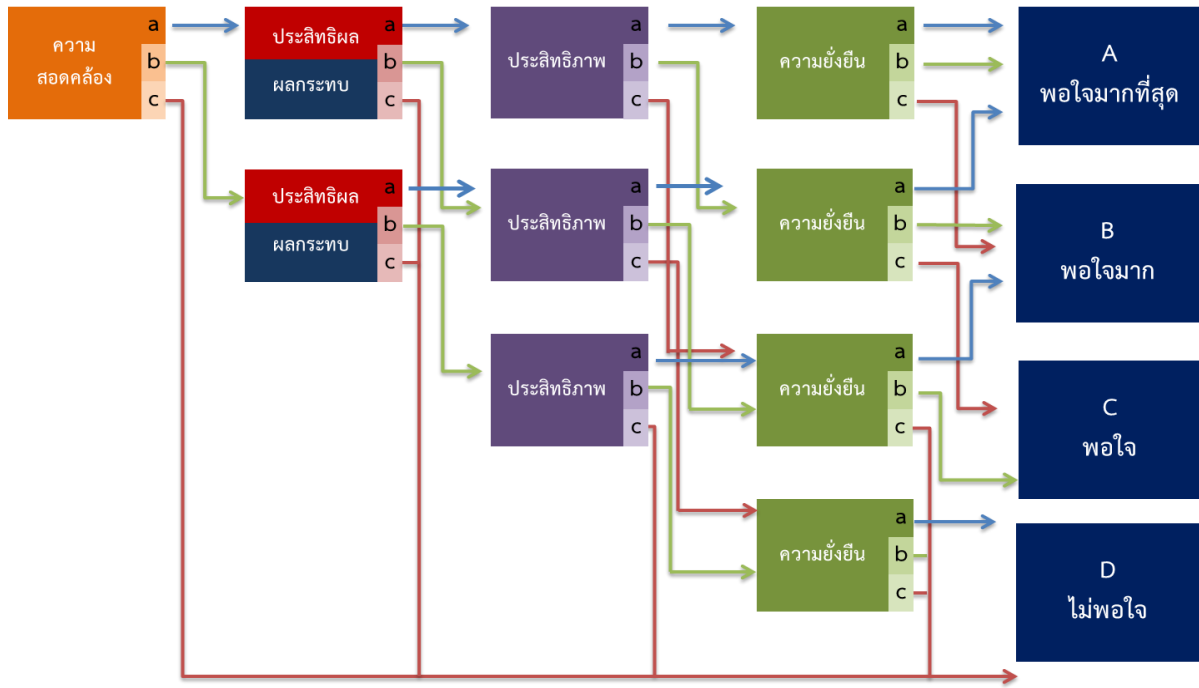 ความ
สอดคล้อง
a
b
c
ประสิทธิผล
ผลกระทบ
a
b
c
ประสิทธิผล
ผลกระทบ
a
b
c
ประสิทธิภาพ
a
b
c
ประสิทธิภาพ
a
b
c
ประสิทธิภาพ
a
b
c
ความยั่งยืน
a
b
c
ความยั่งยืน
a
b
c
ความยั่งยืน
a
b
c
ความยั่งยืน
a
b
c
A
พอใจมากที่สุด
B
พอใจมาก
C
พอใจ
D
ไม่พอใจ